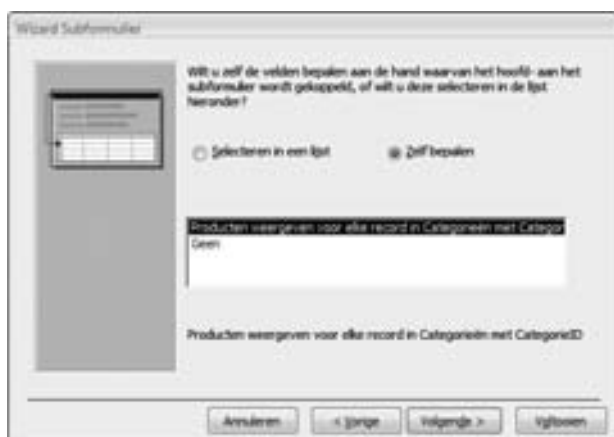 Wizard Subformulier
Wilt u zelf de velden bepalen aan de hand waarvan het hoofd- aan het
subformulier wordt gekoppeld, of wilt u deze selecteren in de lijst
hieronder?
Selecteren in een lijst Zelf bepalen
Producten weergeven voor elke record in Categorieën met Categor
Geen
Producten weergeven voor elke record in Categorieën met CategorieID
Annuleren < Vorige Volgende > Voltooien